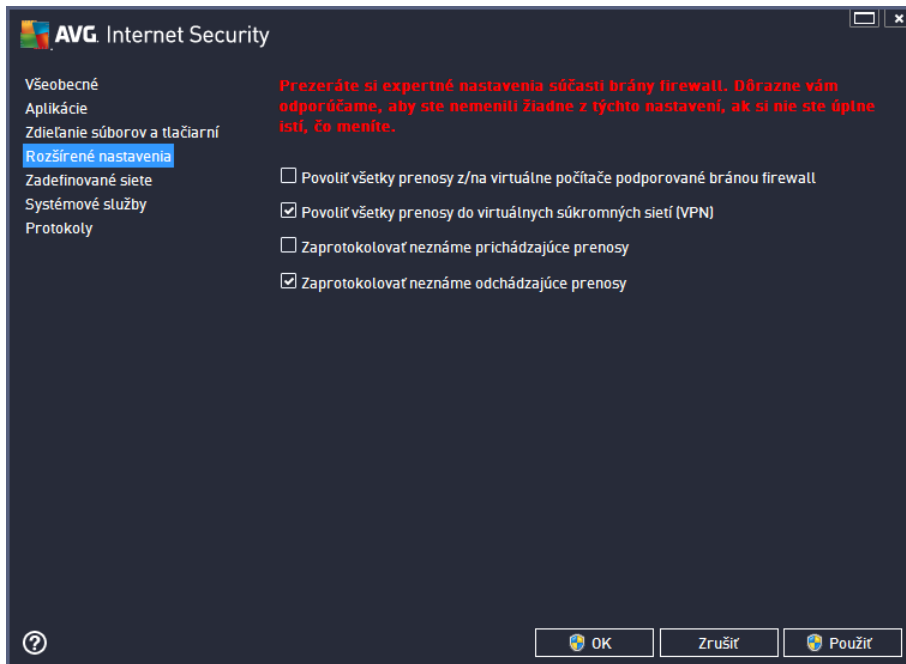 AVG. Internet Security
Všeobecné
Aplikácie
Zdieľanie súborov a tlačiarní
Rozšírené nastavenia
Zadefinované siete
Systémové služby
Protokoly
Prezeráte si expertné nastavenia súčasti brány firewall. Dôrazne vám
odporúčame, aby ste nemenili žiadne z týchto nastavení, ak si nie ste úplne
istí, čo meníte.
Povoliť všetky prenosy z/na virtuálne počítače podporované bránou firewall
Povoliť všetky prenosy do virtuálnych súkromných sietí (VPN)
Zaprotokolovať neznáme prichádzajúce prenosy
Zaprotokolovať neznáme odchádzajúce prenosy
OK
Zrušiť
Použiť